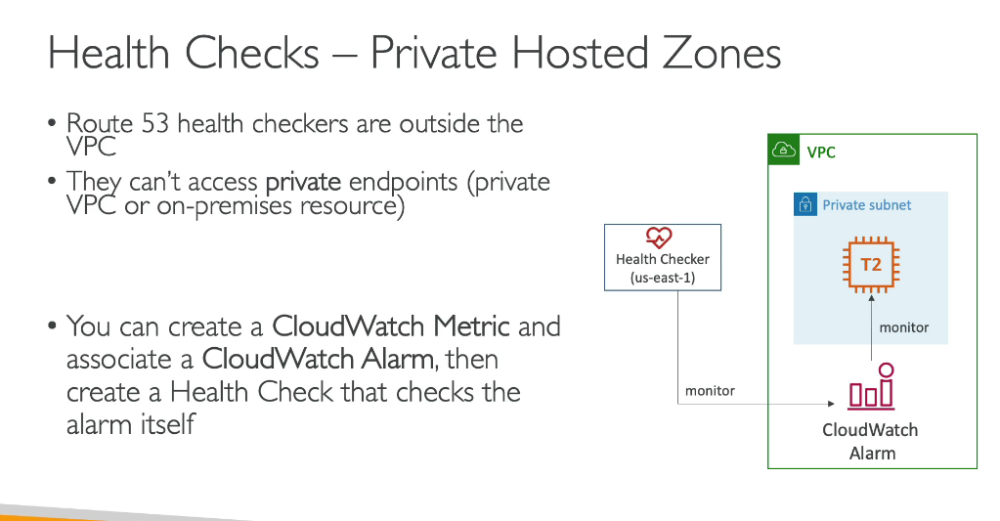 Health Checks – Private Hosted Zones
• Route 53 health checkers are outside the
VPC
• They can't access private endpoints (private
VPC or on-premises resource)
• You can create a CloudWatch Metric and
associate a CloudWatch Alarm, then
create a Health Check that checks the
alarm itself
VPC
Private subnet
T2
Health Checker
(us-east-1)
monitor
monitor
CloudWatch
Alarm